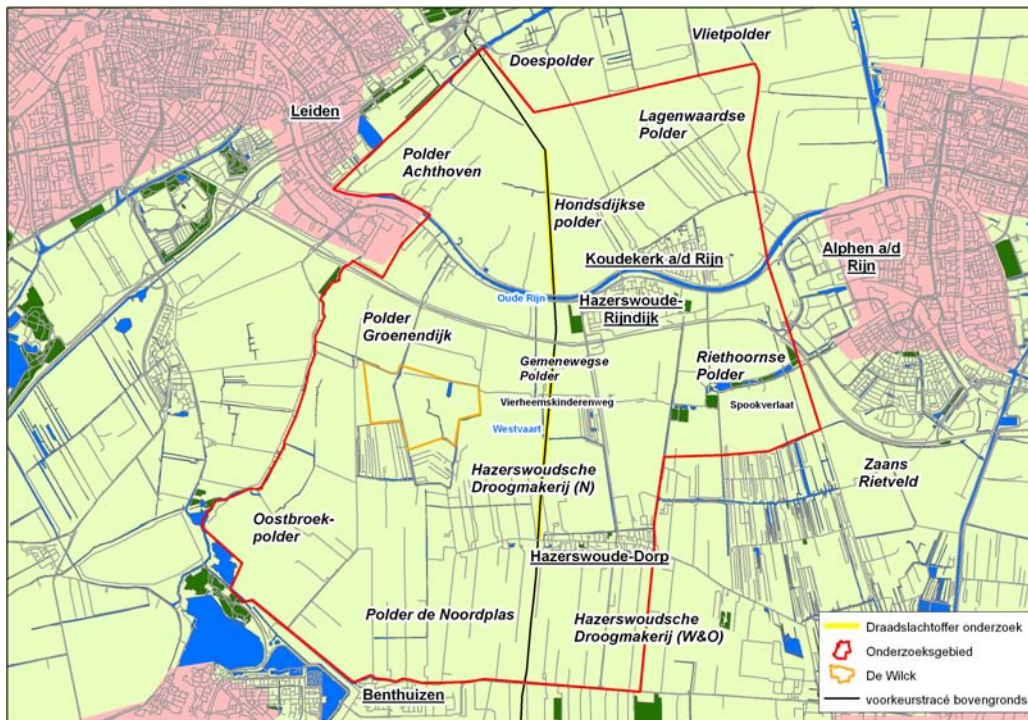 Vlietpolder
Doespolder
Leiden
Lagenwaardse
Polder
Polder
Achthoven
Hondsdijkse
polder
Koudekerk a/d Rijn
Alphen a/d
Rijn
Oude Rijn
Hazerswoude-
Rijndijk
Polder
Groenendijk
Gemenewegse
Polder
Riethoornse
Polder
Vierheemskinderenweg
Spookverlaat
Westvaart
Hazerswoudsche
Droogmakerij (N)
Zaans
Rietveld
Oostbroek-
polder
Hazerswoude-Dorp
Polder de Noordplas
Hazerswoudsche
Droogmakerij (W&O)
Benthuizen
Draadslachtoffer onderzoek
Onderzoeksgebied
De Wilck
voorkeurstracé bovengronds